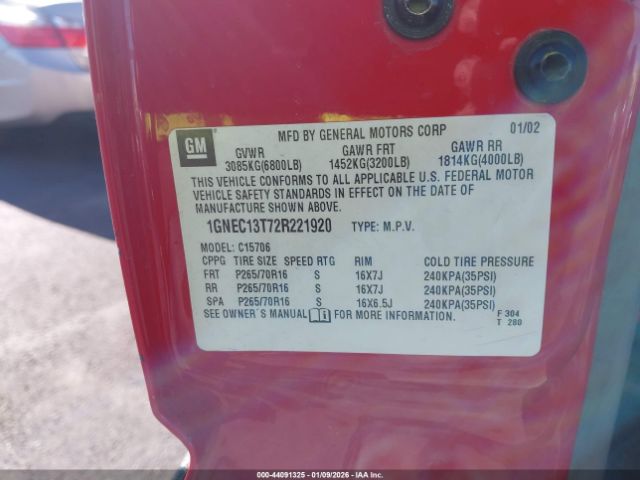 MFD BY GENERAL MOTORS CORP 01/02
GM GVWR GAWR FRT GAWR RR
3085KG(6800LB) 1452KG(3200LB) 1814KG(4000LB)
THIS VEHICLE CONFORMS TO ALL APPLICABLE U.S. FEDERAL MOTOR
VEHICLE SAFETY STANDARDS IN EFFECT ON THE DATE OF
MANUFACTURE SHOWN ABOVE.
1GNEC13T72R221920 TYPE: M.P.V.
MODEL: C15706
CPPG TIRE SIZE SPEED RTG RIM COLD TIRE PRESSURE
FRT P265/70R16 S 16X7J 240KPA(35PSI)
RR P265/70R16 S 16X7J 240KPA(35PSI)
SPA P265/70R16 S 16X6.5J 240KPA(35PSI)
SEE OWNER'S MANUAL FOR MORE INFORMATION. F 304
T 280
000-44091325 - 01/09/2026 - IAA Inc.